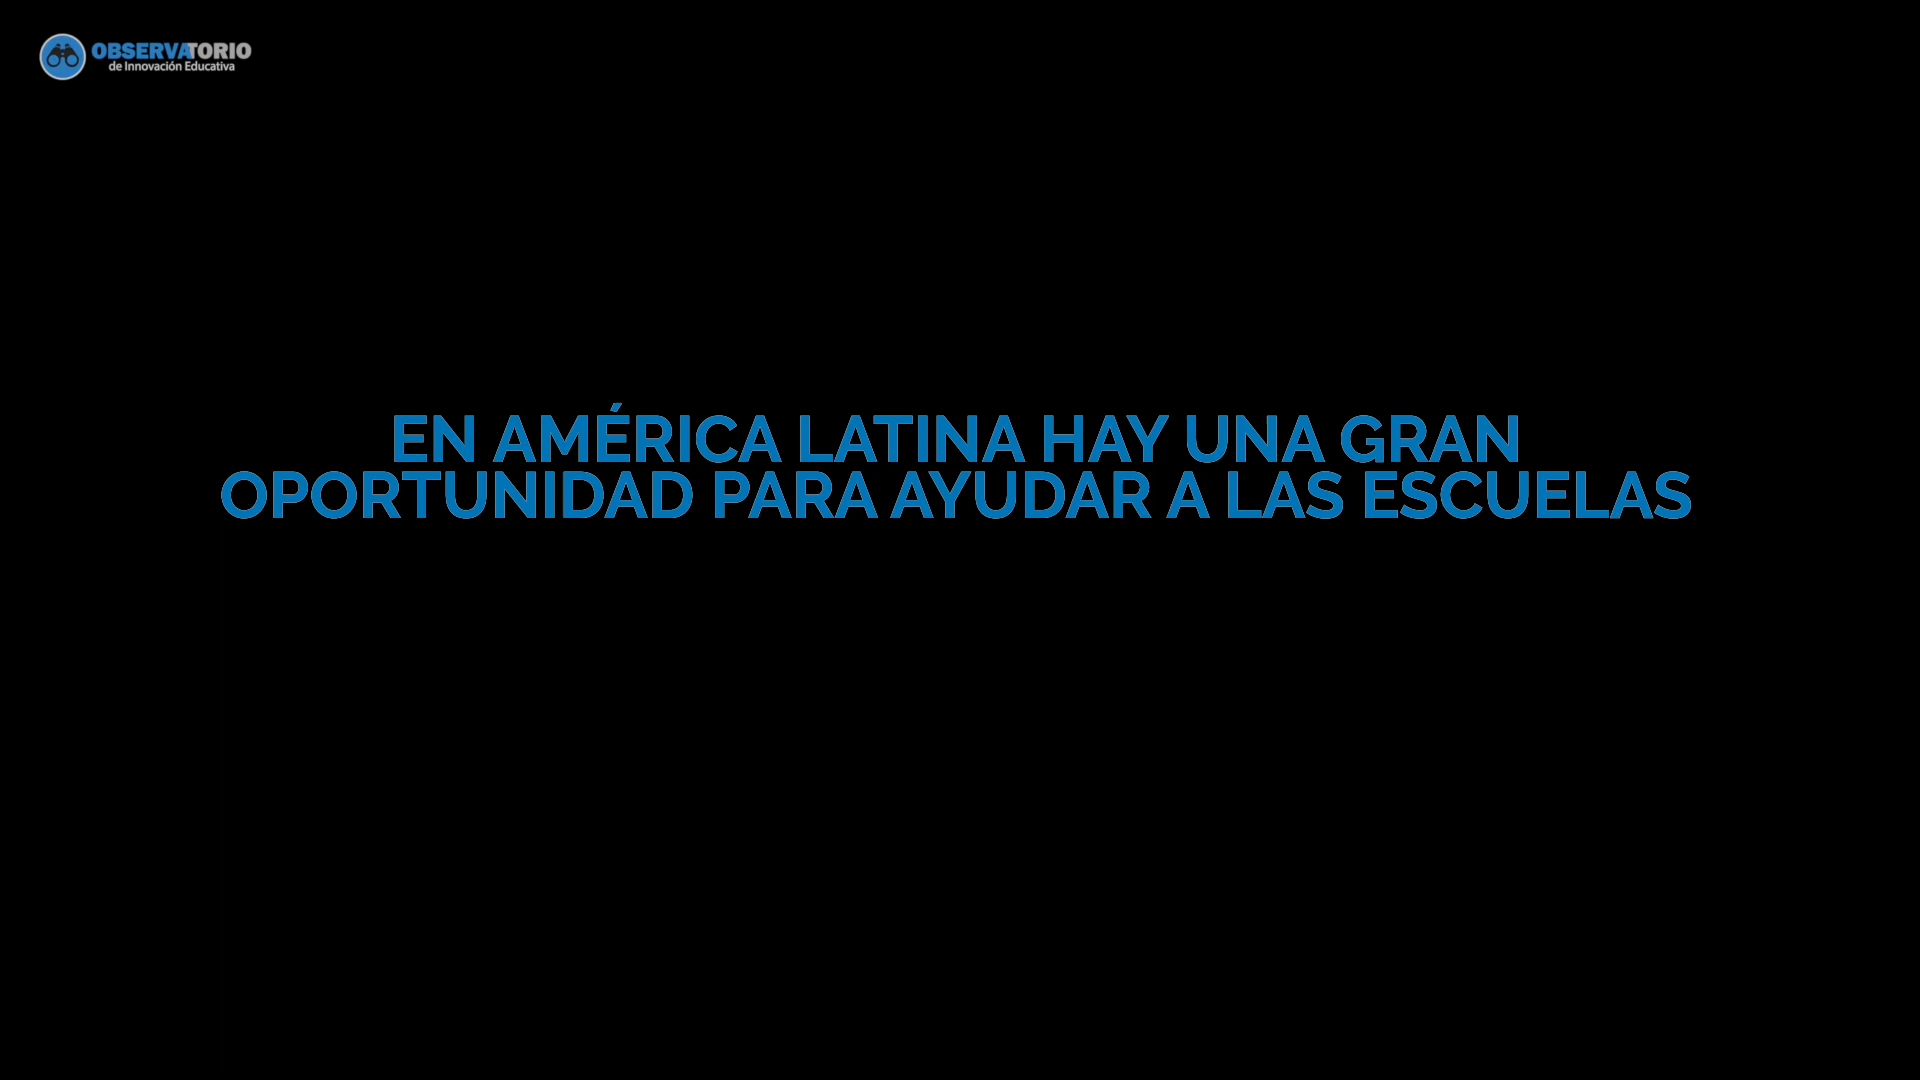 OBSERVATORIO
de Innovación Educativa
EN AMÉRICA LATINA HAY UNA GRAN
OPORTUNIDAD PARA AYUDAR A LAS ESCUELAS